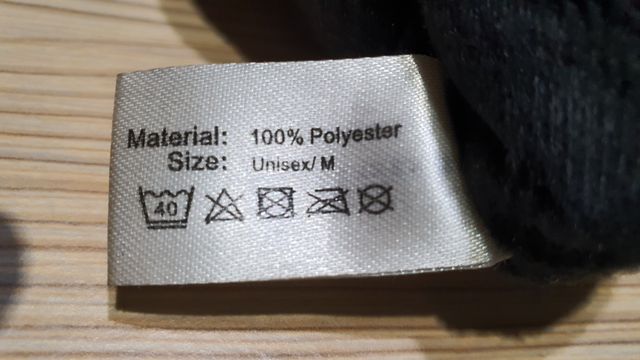 Material: 100% Polyester
Size: Unisex/ M
40